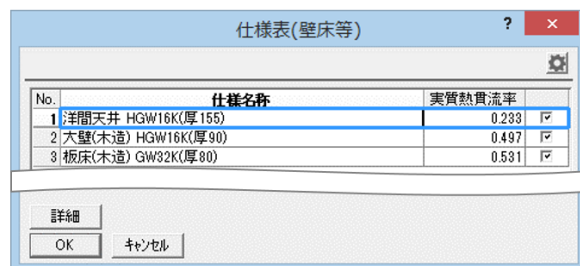 仕様表(壁床等) ? ×
No. 仕様名称 実質熱貫流率
1 洋間天井 HGW16K(厚155) 0.233
2 大壁(木造) HGW16K(厚90) 0.497
3 板床(木造) GW32K(厚80) 0.531
詳細
OK キャンセル